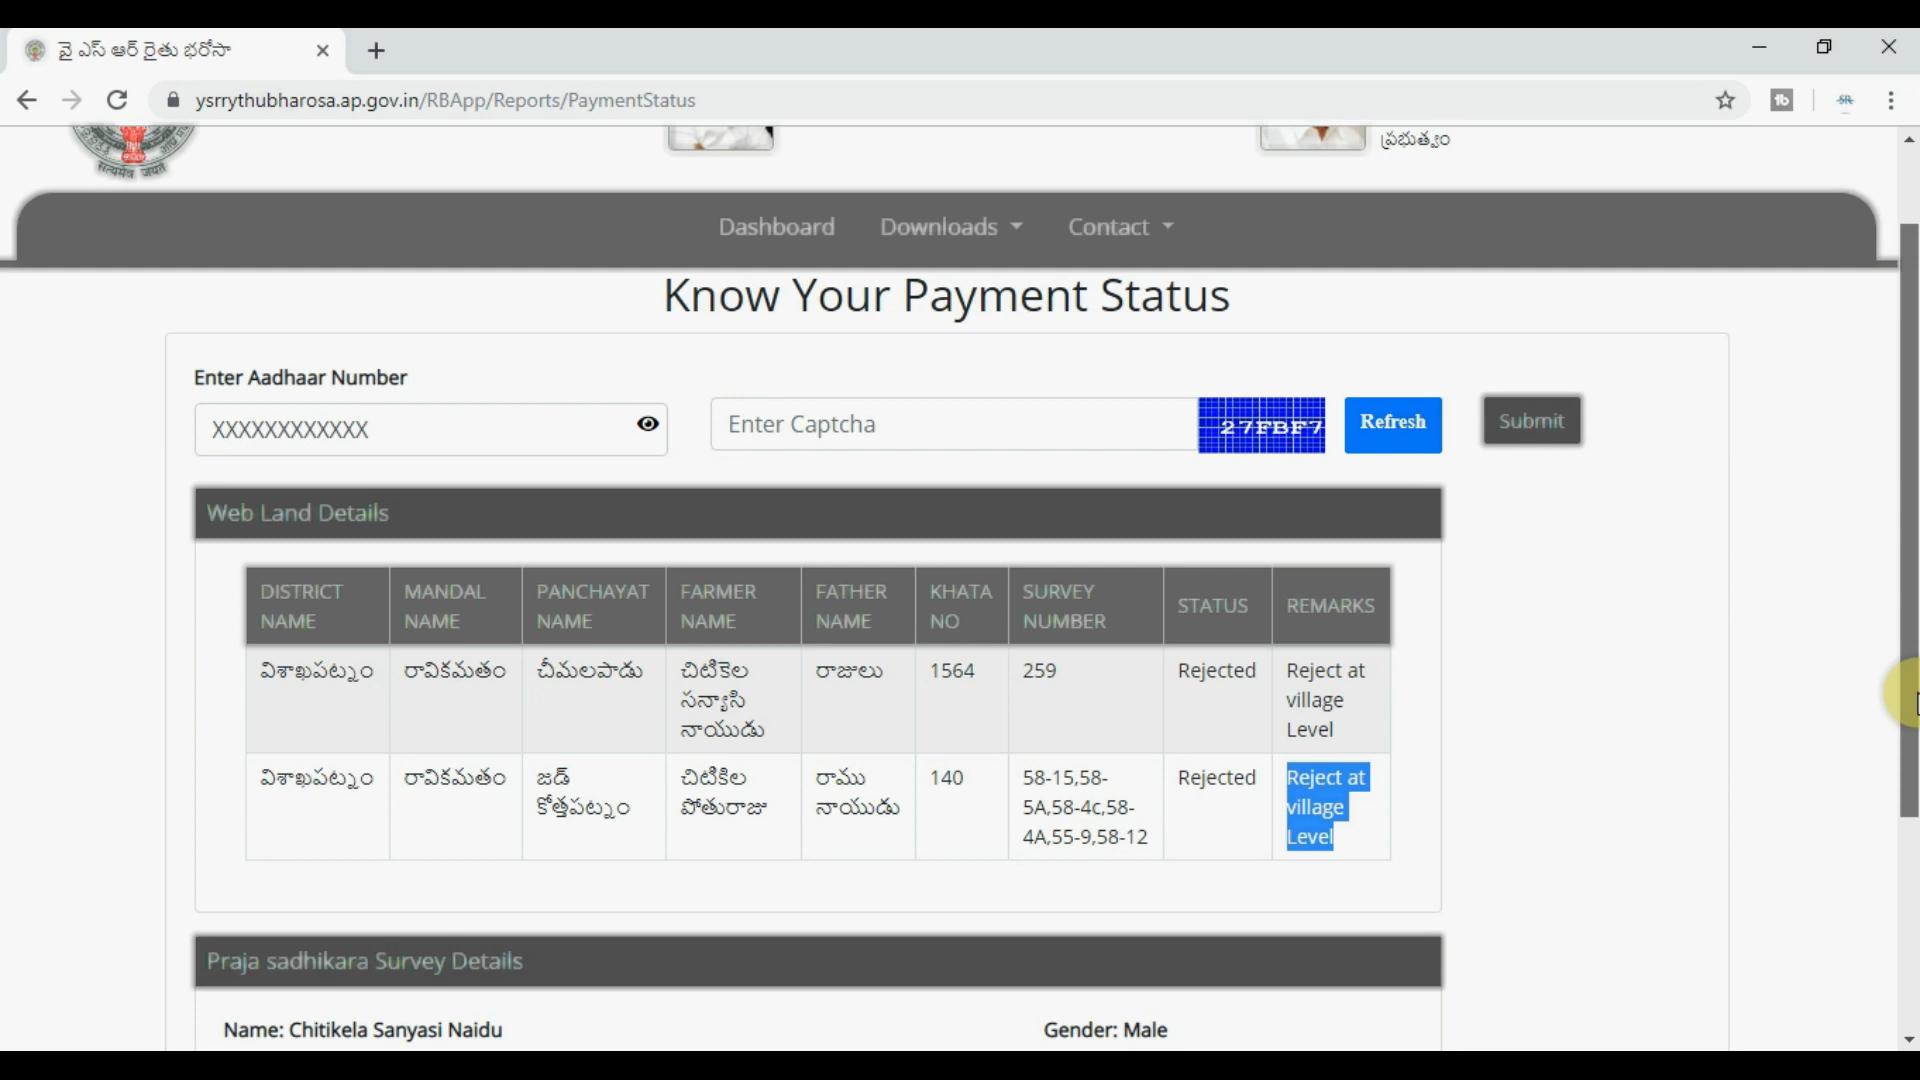 వై ఎస్ ఆర్ రైతు భరోసా
ysrrythubharosa.ap.gov.in/RBApp/Reports/PaymentStatus
सत्यमेव जयते
ప్రభుత్వం
Dashboard Downloads Contact
Know Your Payment Status
Enter Aadhaar Number
XXXXXXXXXXXX
Enter Captcha
27FBF7
Refresh
Submit
Web Land Details
DISTRICT NAME MANDAL NAME PANCHAYAT NAME FARMER NAME FATHER NAME KHATA NO SURVEY NUMBER STATUS REMARKS
విశాఖపట్నం రావికమతం చీమలపాడు చిటికెల సన్యాసి నాయుడు రాజులు 1564 259 Rejected Reject at village Level
విశాఖపట్నం రావికమతం జడ్ కోత్తపట్నం చిటికిల పోతురాజు రాము నాయుడు 140 58-15,58-5A,58-4c,58-4A,55-9,58-12 Rejected Reject at village Level
Praja sadhikara Survey Details
Name: Chitikela Sanyasi Naidu Gender: Male